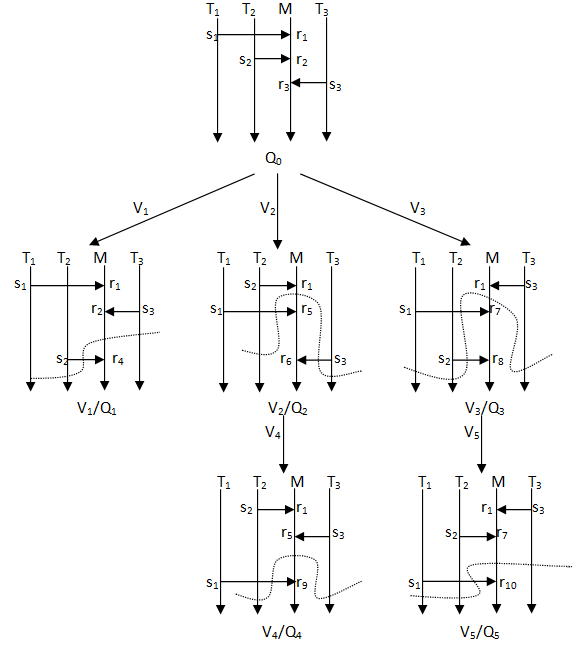 T₁ T₂ M T₃
s₁ r₁
s₂ r₂
r₃ s₃
Q₀
V₁ V₂ V₃
T₁ T₂ M T₃
s₁ r₁
r₂ s₃
s₂ r₄
V₁/Q₁
T₁ T₂ M T₃
s₂ r₁
s₁ r₅
r₆ s₃
V₂/Q₂
T₁ T₂ M T₃
r₁ s₃
s₁ r₇
s₂ r₈
V₃/Q₃
V₄ V₅
T₁ T₂ M T₃
s₂ r₁
r₅ s₃
s₁ r₉
V₄/Q₄
T₁ T₂ M T₃
r₁ s₃
s₂ r₇
s₁ r₁₀
V₅/Q₅